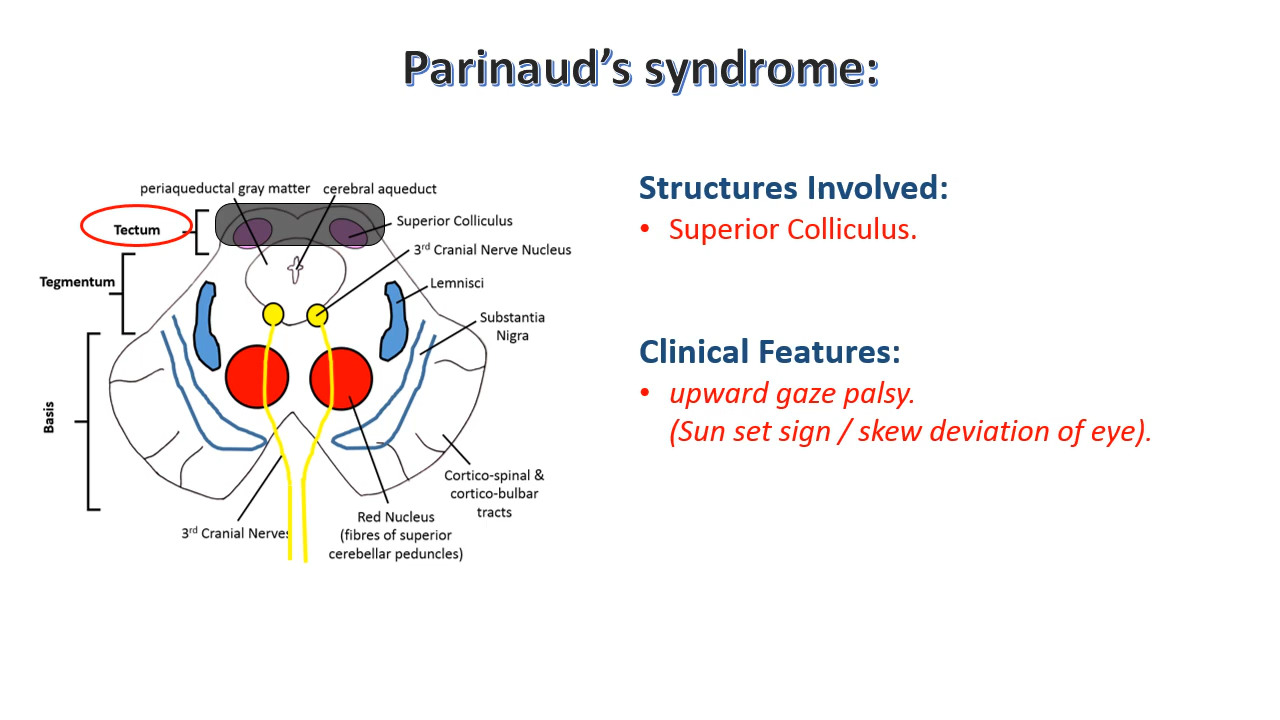 Parinaud's syndrome:
periaqueductal gray matter
cerebral aqueduct
Tectum
Superior Colliculus
3rd Cranial Nerve Nucleus
Tegmentum
Lemnisci
Substantia
Nigra
Basis
Cortico-spinal &
cortico-bulbar
tracts
3rd Cranial Nerves
Red Nucleus
(fibres of superior
cerebellar peduncles)
Structures Involved:
• Superior Colliculus.
Clinical Features:
• upward gaze palsy.
(Sun set sign / skew deviation of eye).